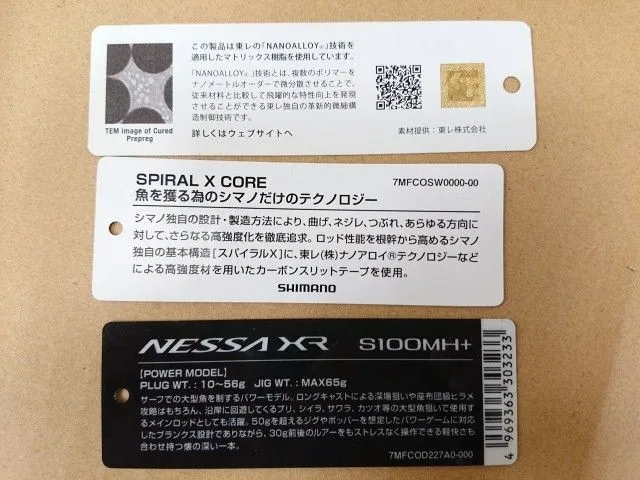 この製品は東レの「NANOALLOY®」技術を
適用したマトリックス樹脂を使用しています。
「NANOALLOY®」技術とは、複数のポリマーを
ナノメートルオーダーで微分散させることで、
従来材料と比較して飛躍的な特性向上を発現
させることができる東レ独自の革新的微細構
造制御技術です。
TEM image of Cured
Prepreg
詳しくはウェブサイトへ
素材提供:東レ株式会社
SPIRAL X CORE
7MFCOSW0000-00
魚を獲る為のシマノだけのテクノロジー
シマノ独自の設計・製造方法により、曲げ、ネジレ、つぶれ、あらゆる方向に
対して、さらなる高強度化を徹底追求。ロッド性能を根幹から高めるシマノ
独自の基本構造[スパイラルX]に、東レ(株)ナノアロイ®テクノロジーなど
による高強度材を用いたカーボンスリットテープを使用。
SHIMANO
NESSA XR S100MH+
[POWER MODEL]
PLUG WT. : 10~56g JIG WT. : MAX65g
サーフでの大型魚を制するパワーモデル。ロングキャストによる深場狙いや座布団級ヒラメ
攻略はもちろん、沿岸に回遊してくるブリ、シイラ、サワラ、カツオ等の大型魚狙いで使用す
るメインロッドとしても活躍。50gを超えるジグやポッパーを想定したパワーゲームに対応し
たブランクス設計でありながら、30g前後のルアーをもストレスなく操作できる軽快さも
合わせ持つ懐の深い一本。
7MFCOD227A0-000
4969363303233